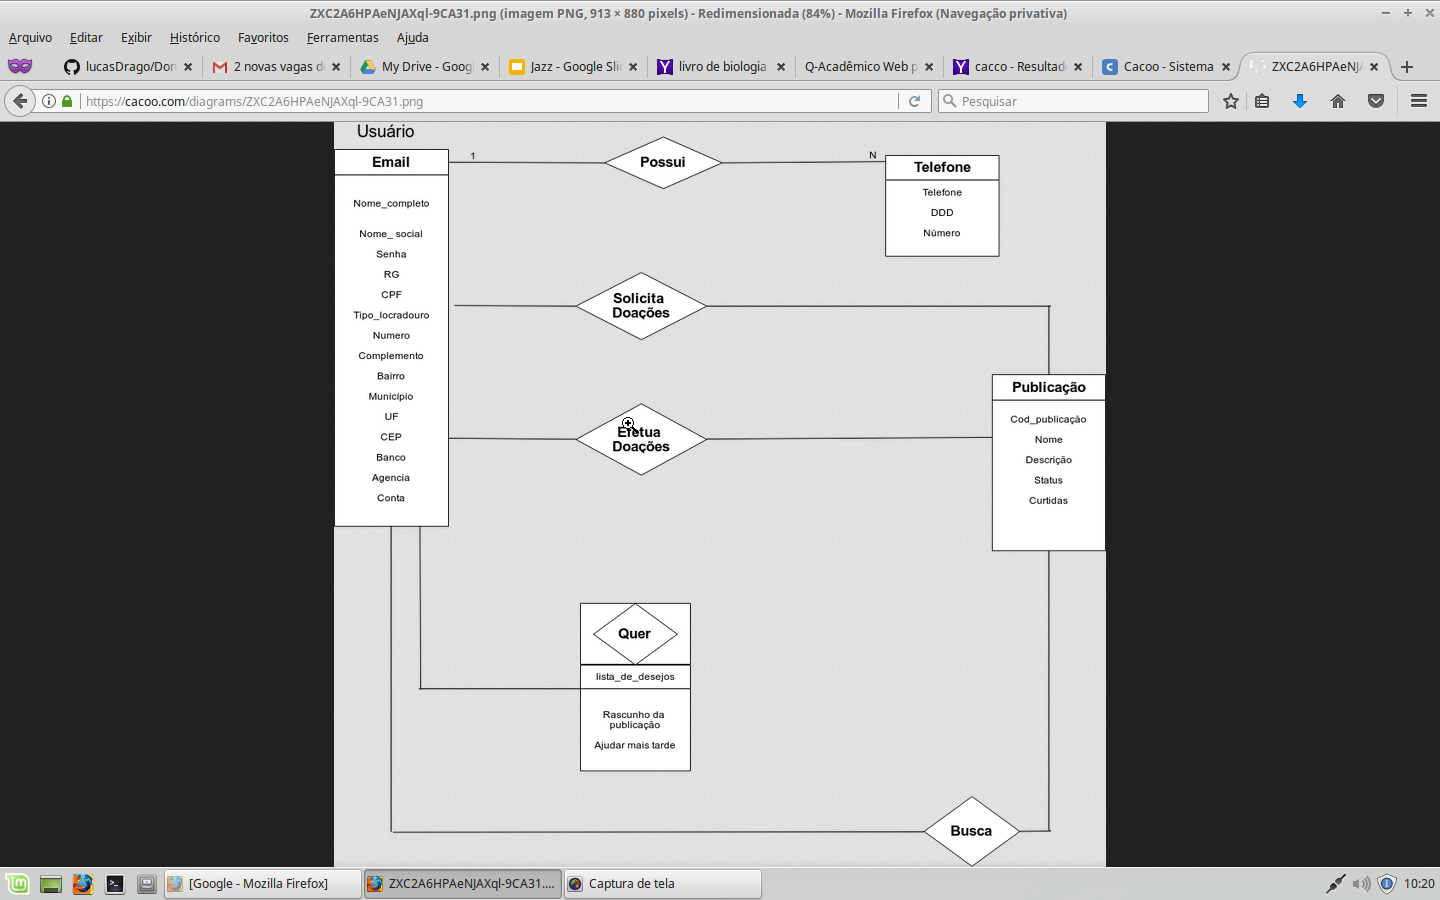 ZXC2A6HPAeNJAXql-9CA31.png (imagem PNG, 913 × 880 pixels) - Redimensionada (84%) - Mozilla Firefox (Navegação privativa)
Arquivo Editar Exibir Histórico Favoritos Ferramentas Ajuda
lucasDrago/Don 2 novas vagas d My Drive - Goog Jazz - Google Sli livro de biologia Q-Acadêmico Web p cacco - Resultad Cacoo - Sistema ZXC2A6HPAeNJ
https://cacoo.com/diagrams/ZXC2A6HPAeNJAXql-9CA31.png Pesquisar
Usuário
Email
Nome_completo
Nome_ social
Senha
RG
CPF
Tipo_locradouro
Numero
Complemento
Bairro
Município
UF
CEP
Banco
Agencia
Conta
1
Possui
N
Telefone
Telefone
DDD
Número
Solicita
Doações
Efetua
Doações
Publicação
Cod_publicação
Nome
Descrição
Status
Curtidas
Quer
lista_de_desejos
Rascunho da
publicação
Ajudar mais tarde
Busca
[Google - Mozilla Firefox] ZXC2A6HPAeNJAXql-9CA31.... Captura de tela 10:20